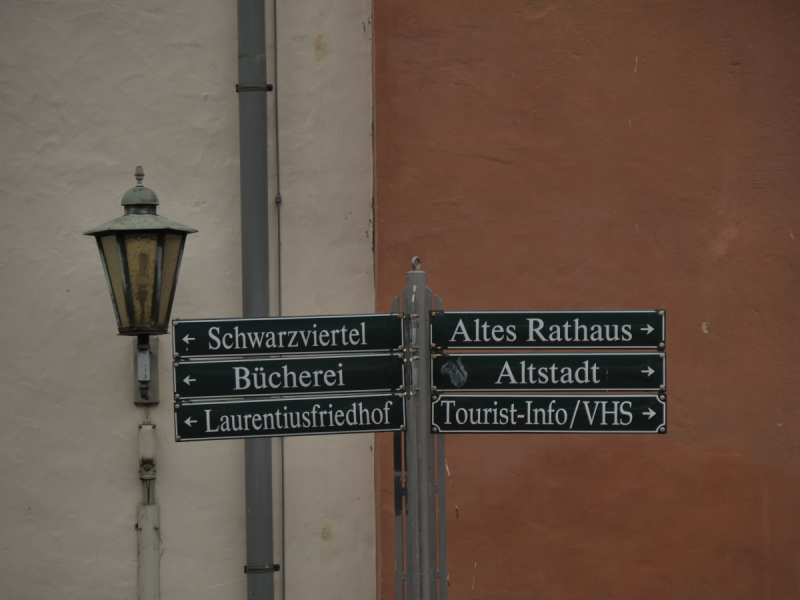 ← Schwarzviertel
← Bücherei
← Laurentiusfriedhof
Altes Rathaus →
Altstadt →
Tourist-Info/VHS →